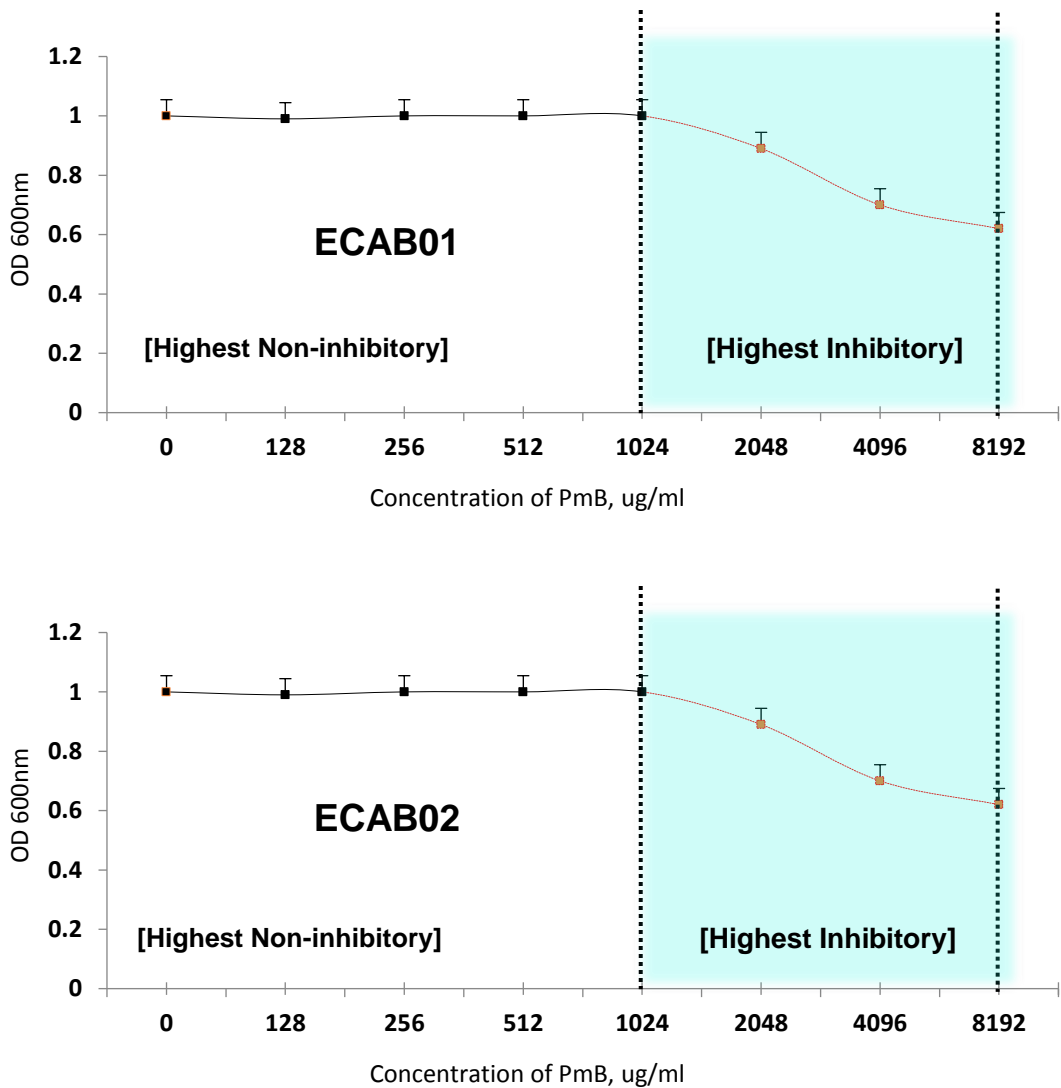 1.2
1
0.8
0.6
0.4
0.2
0
OD 600nm
ECAB01
[Highest Non-inhibitory]
[Highest Inhibitory]
0 128 256 512 1024 2048 4096 8192
Concentration of PmB, ug/ml
1.2
1
0.8
0.6
0.4
0.2
0
OD 600nm
ECAB02
[Highest Non-inhibitory]
[Highest Inhibitory]
0 128 256 512 1024 2048 4096 8192
Concentration of PmB, ug/ml